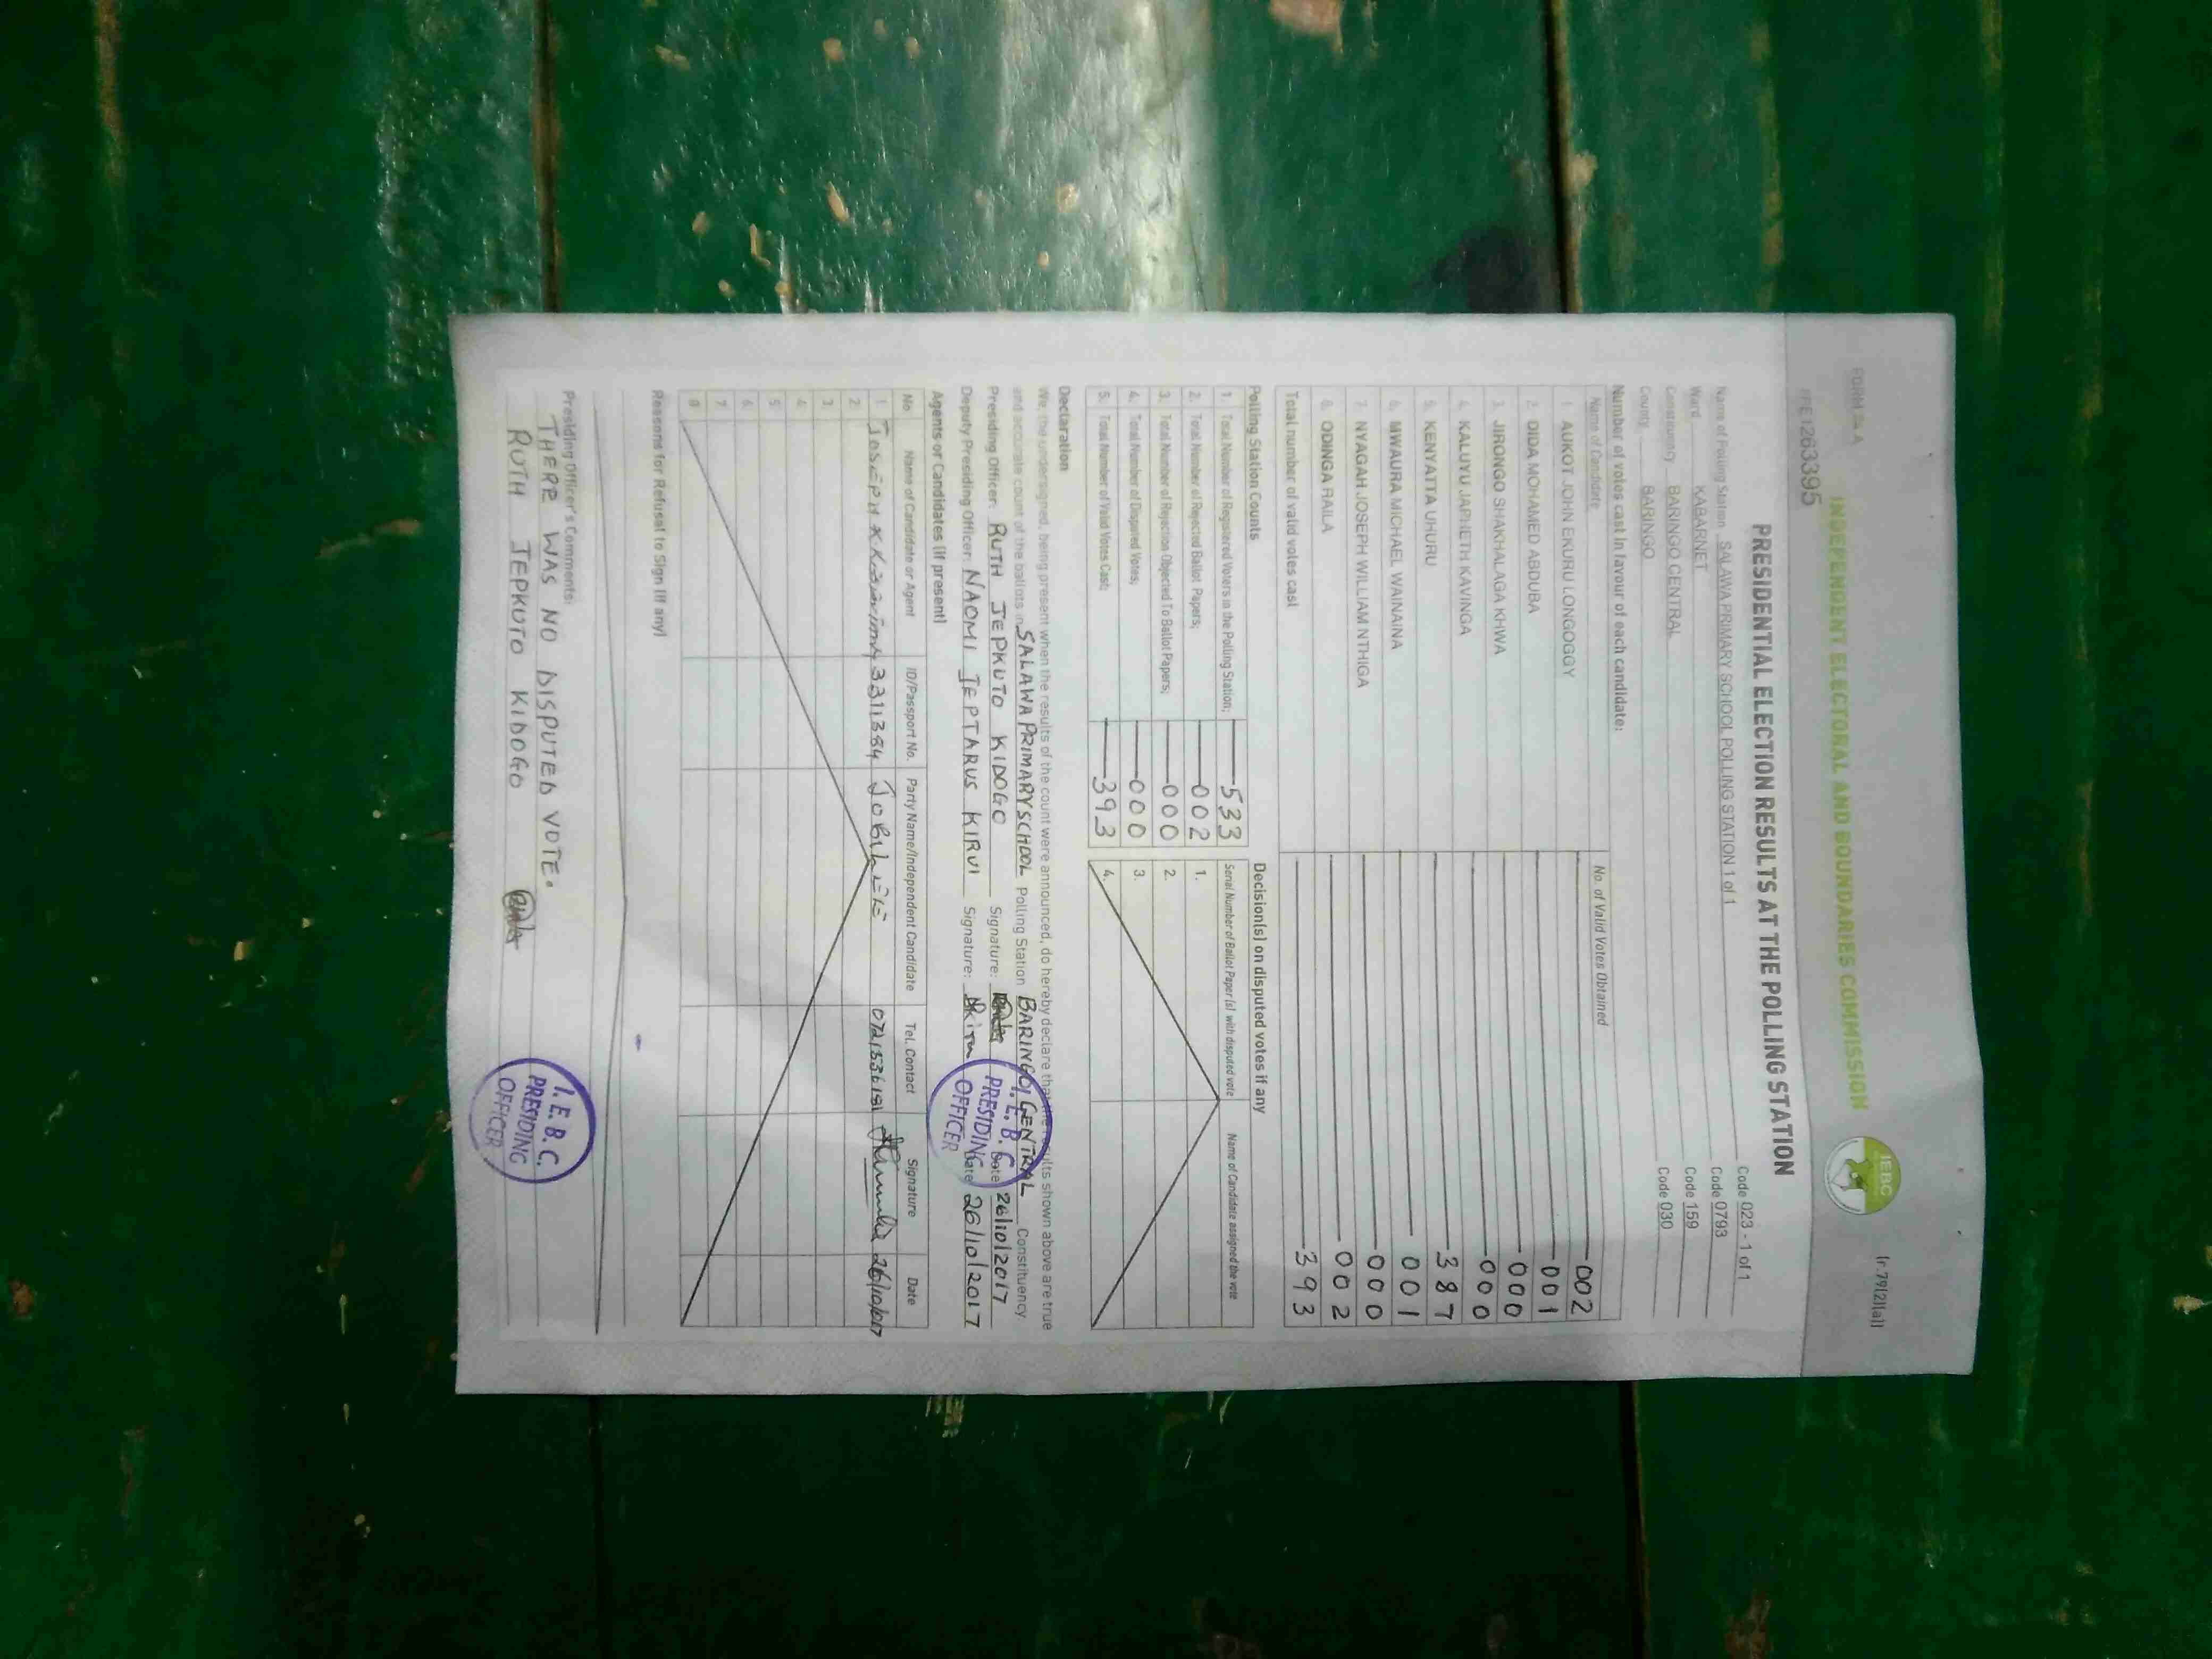 FORM 34 A
(r.79(2)(a))
INDEPENDENT ELECTORAL AND BOUNDARIES COMMISSION
IEBC
PRE 1263395
PRESIDENTIAL ELECTION RESULTS AT THE POLLING STATION
Name of Polling Station SALAWA PRIMARY SCHOOL POLLING STATION 1 of 1 Code 023 - 1 of 1
Ward KABARNET Code 0793
Constituency BARINGO CENTRAL Code 159
County BARINGO Code 030
Number of votes cast in favour of each candidate:
Name of Candidate No. of Valid Votes Obtained
1. AUKOT JOHN EKURU LONGOGGY 002
2. DIDA MOHAMED ABDUBA 001
3. JIRONGO SHAKHALAGA KHWA 000
4. KALUYU JAPHETH KAVINGA 000
5. KENYATTA UHURU 387
6. MWAURA MICHAEL WAINAINA 001
7. NYAGAH JOSEPH WILLIAM NTHIGA 000
8. ODINGA RAILA 002
Total number of valid votes cast 393
Polling Station Counts
1. Total Number of Registered Voters in the Polling Station; 533
2. Total Number of Rejected Ballot Papers; 002
3. Total Number of Rejection Objected To Ballot Papers; 000
4. Total Number of Disputed Votes; 000
5. Total Number of Valid Votes Cast: 393
Decision(s) on disputed votes if any
Serial Number of Ballot Paper (s) with disputed vote Name of Candidate assigned the vote
1.
2.
3.
4.
Declaration
We, the undersigned, being present when the results of the count were announced, do hereby declare that the results shown above are true
and accurate count of the ballots in SALAWA PRIMARY SCHOOL Polling Station BARINGO CENTRAL Constituency
Presiding Officer: RUTH JEPKUTO KIDOGO Signature: Date 26/10/2017
Deputy Presiding Officer: NAOMI JEPTARUS KIRUI Signature: Date 26/10/2017
I.E.B.C.
PRESIDING
OFFICER
Agents or Candidates (if present)
No Name of Candidate or Agent ID/Passport No. Party Name/Independent Candidate Tel. Contact Signature Date
1 JOSEPH K 3311384 JUBILEE 0721536181 26/10/2017
2
3
4
5
6
7
8
Reasons for Refusal to Sign (if any)
Presiding Officer's Comments:
THERE WAS NO DISPUTED VOTE.
RUTH JEPKUTO KIDOGO
I.E.B.C.
PRESIDING
OFFICER